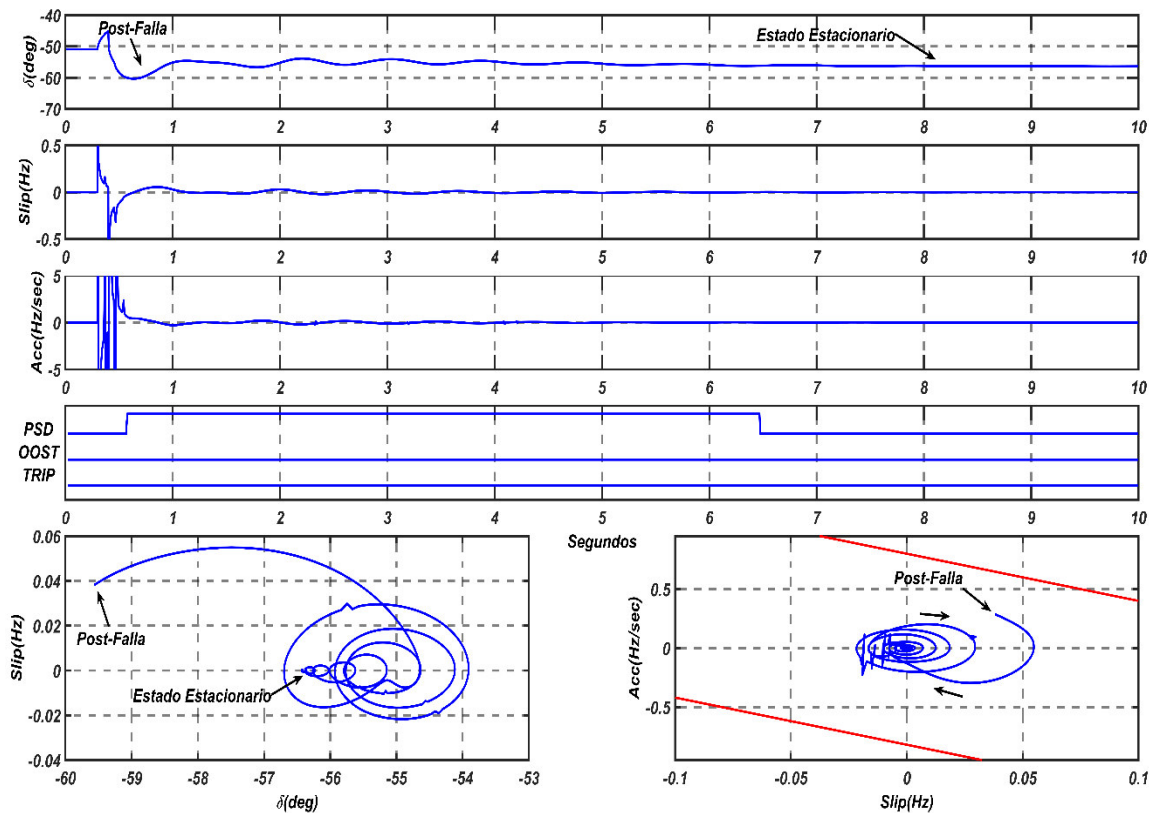 -40
-50
-60
-70
δ(deg)
Post-Falla
Estado Estacionario
0 1 2 3 4 5 6 7 8 9 10
0.5
0
-0.5
Slip(Hz)
0 1 2 3 4 5 6 7 8 9 10
5
0
-5
Acc(Hz/sec)
0 1 2 3 4 5 6 7 8 9 10
PSD
OOST
TRIP
0 1 2 3 4 5 6 7 8 9 10
Segundos
0.06
0.04
0.02
0
-0.02
-0.04
Slip(Hz)
Post-Falla
Estado Estacionario
-60 -59 -58 -57 -56 -55 -54 -53
δ(deg)
0.5
0
-0.5
Acc(Hz/sec)
Post-Falla
-0.1 -0.05 0 0.05 0.1
Slip(Hz)